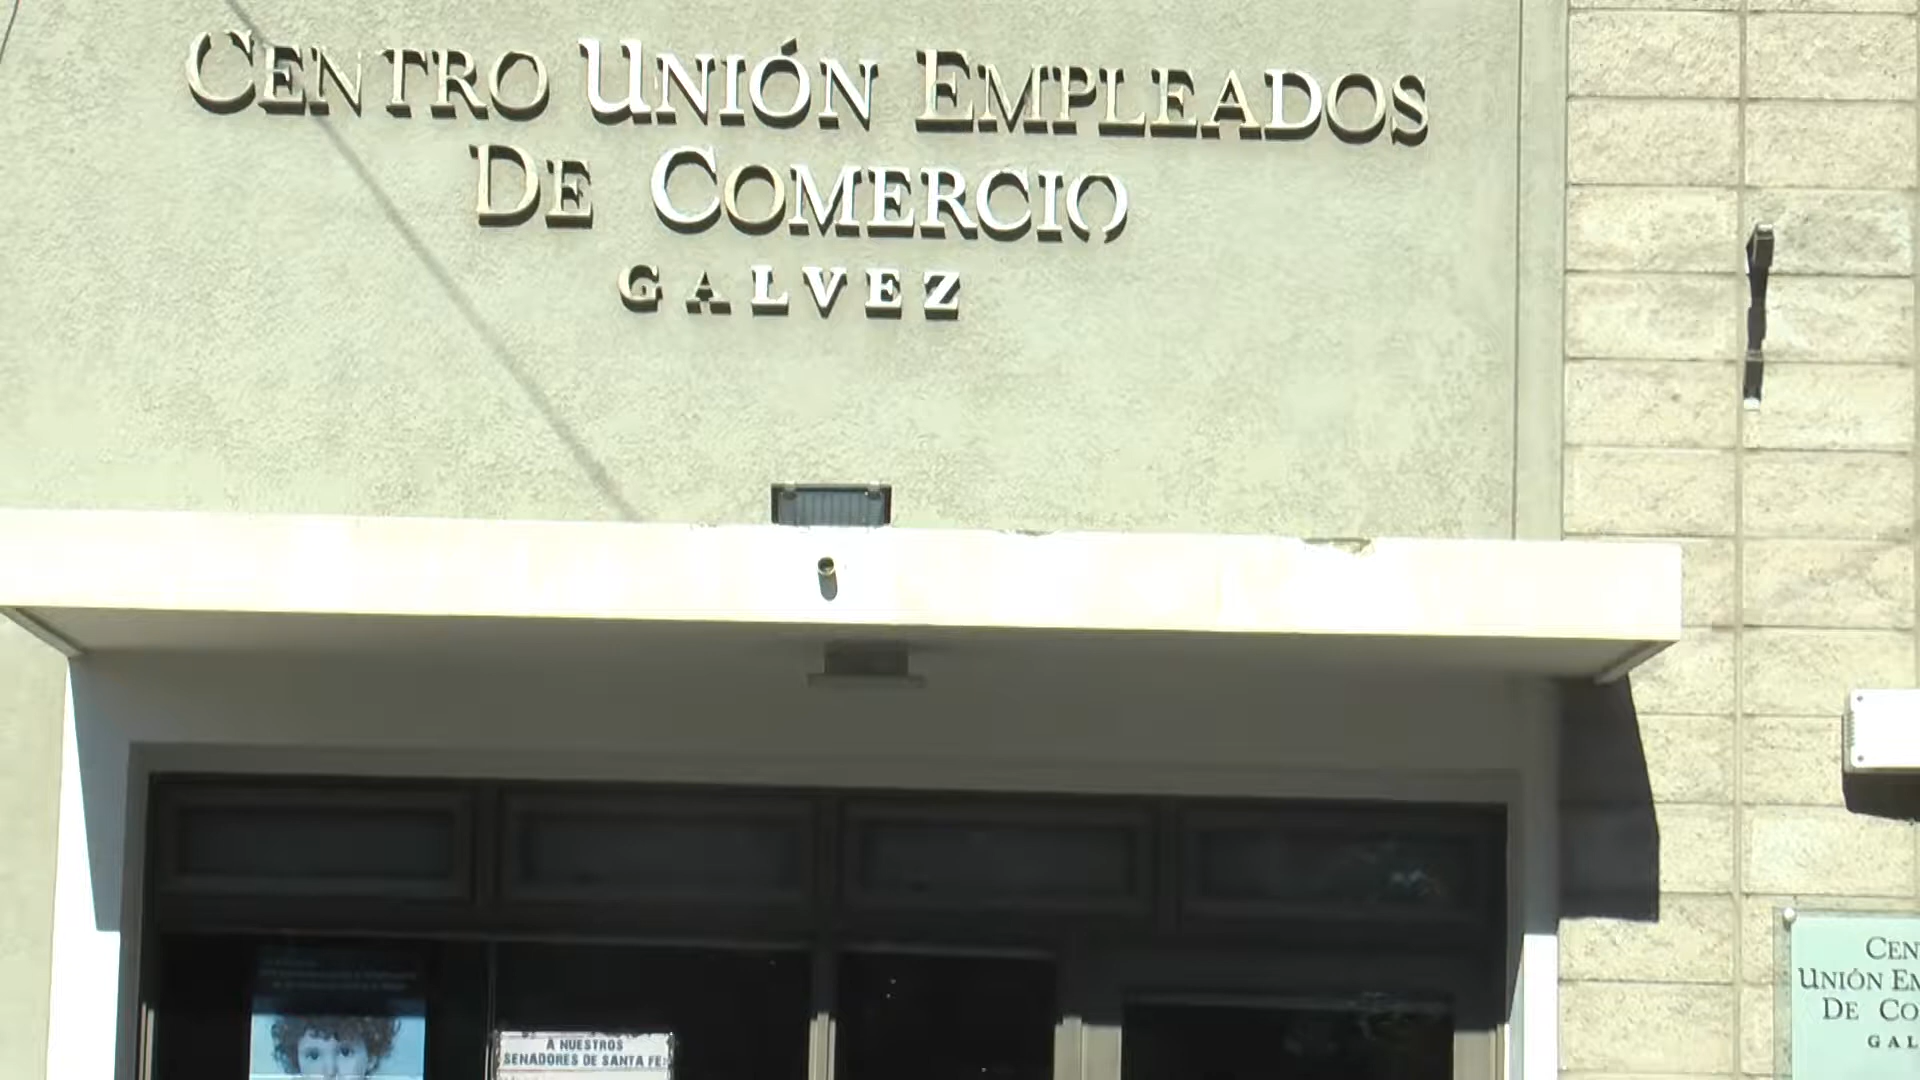 CENTRO UNIÓN EMPLEADOS
DE COMERCIO
GALVEZ
A NUESTROS
SENADORES DE SANTA FE:
CEN
UNIÓN EM
DE CO
GAL